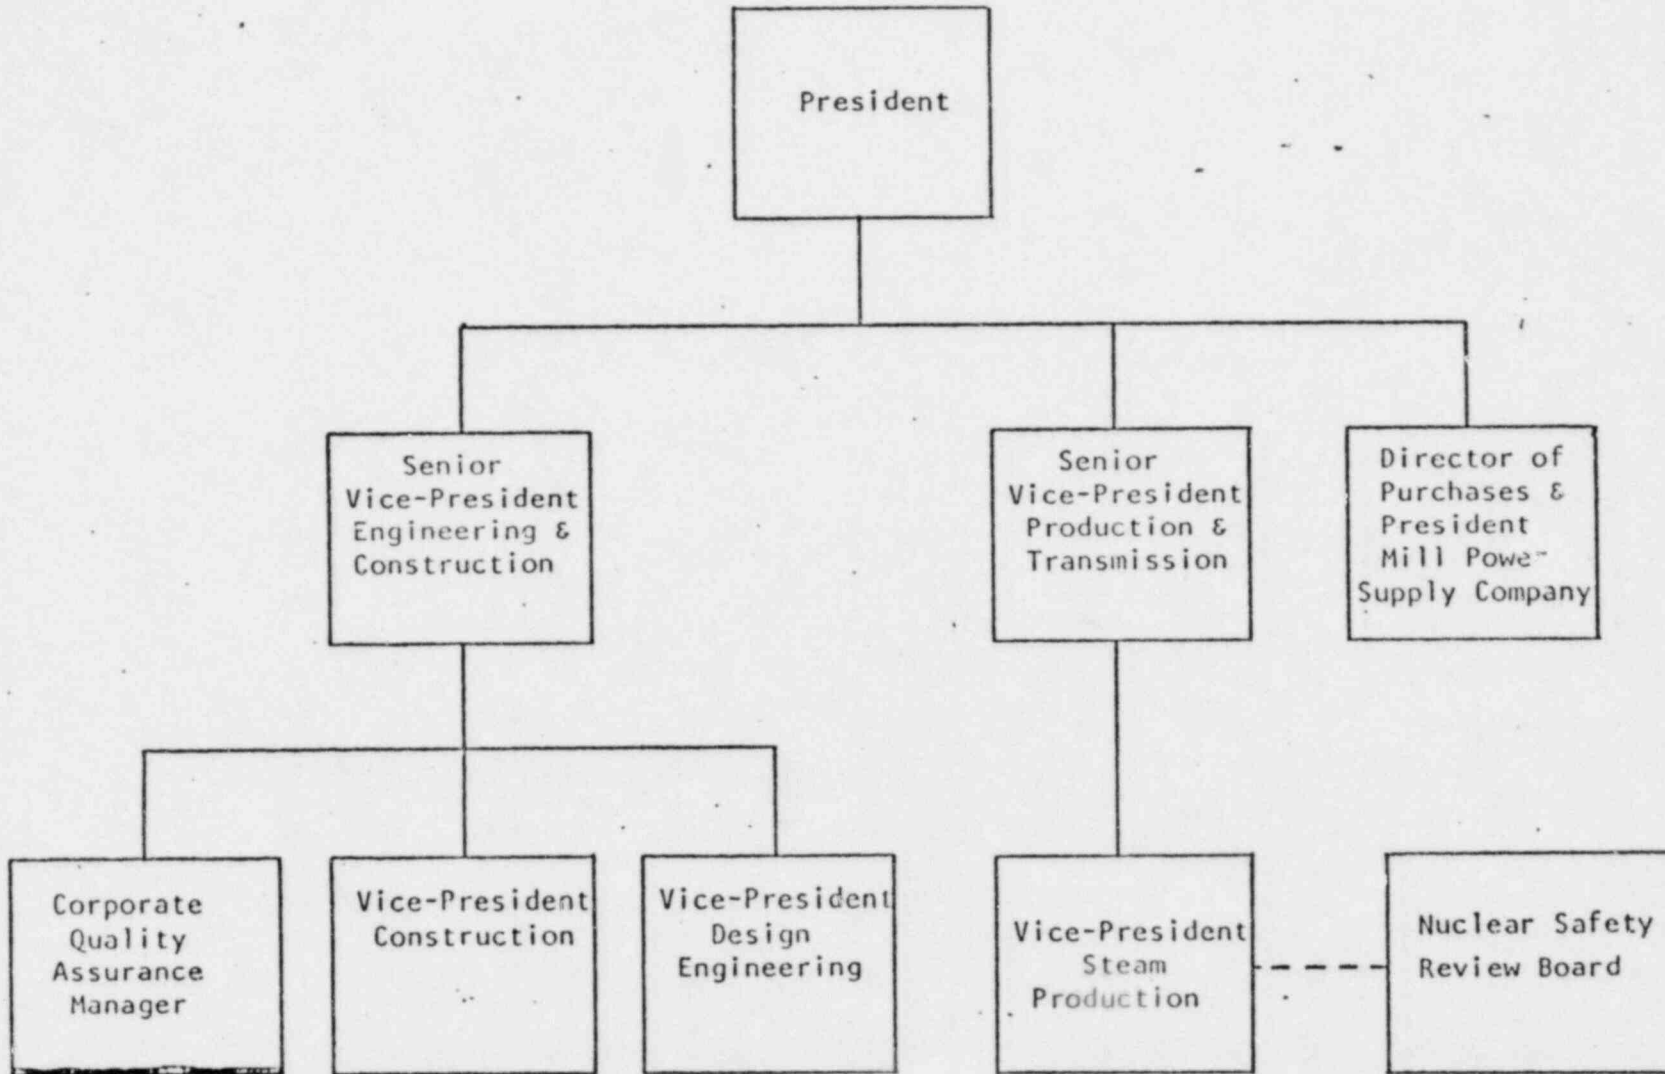 President
Senior
Vice-President
Engineering &
Construction
Senior
Vice-President
Production &
Transmission
Director of
Purchases &
President
Mill Powe-
Supply Company
Corporate
Quality
Assurance
Manager
Vice-President
Construction
Vice-President
Design
Engineering
Vice-President
Steam
Production
Nuclear Safety
Review Board